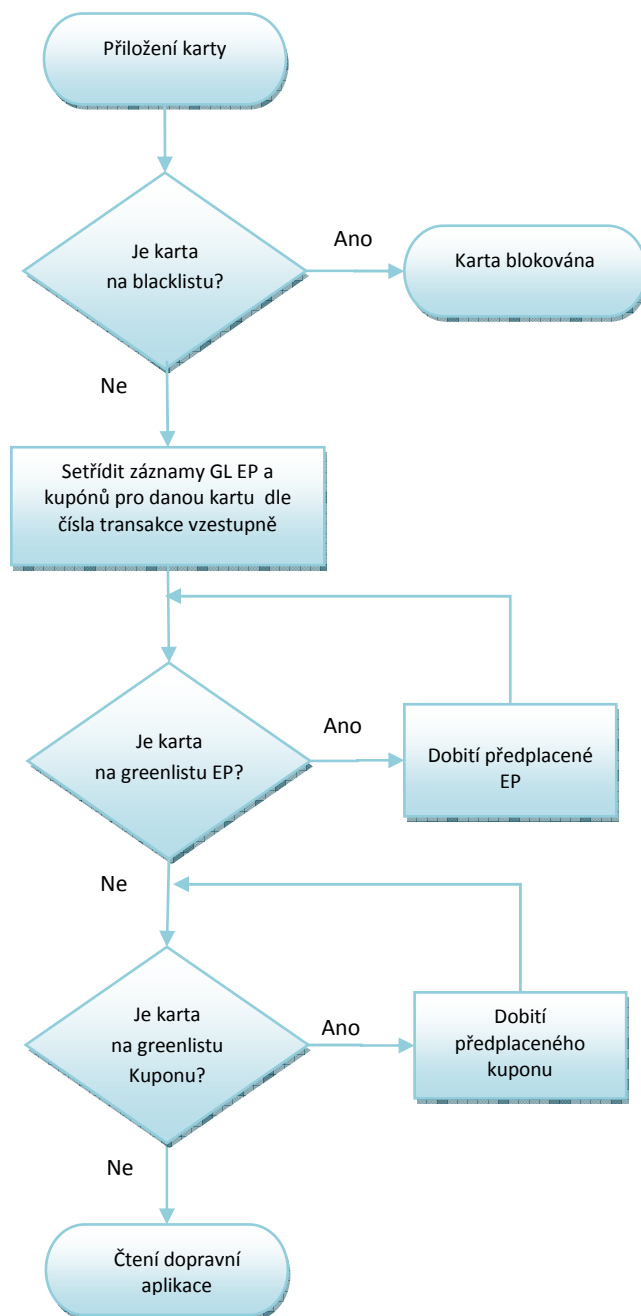 Přiložení karty
Je karta
na blacklistu?
Ano
Karta blokována
Ne
Setřídit záznamy GL EP a
kupónů pro danou kartu dle
čísla transakce vzestupně
Je karta
na greenlistu EP?
Ano
Dobití předplacené
EP
Ne
Je karta
na greenlistu
Kuponu?
Ano
Dobití
předplaceného
kuponu
Ne
Čtení dopravní
aplikace